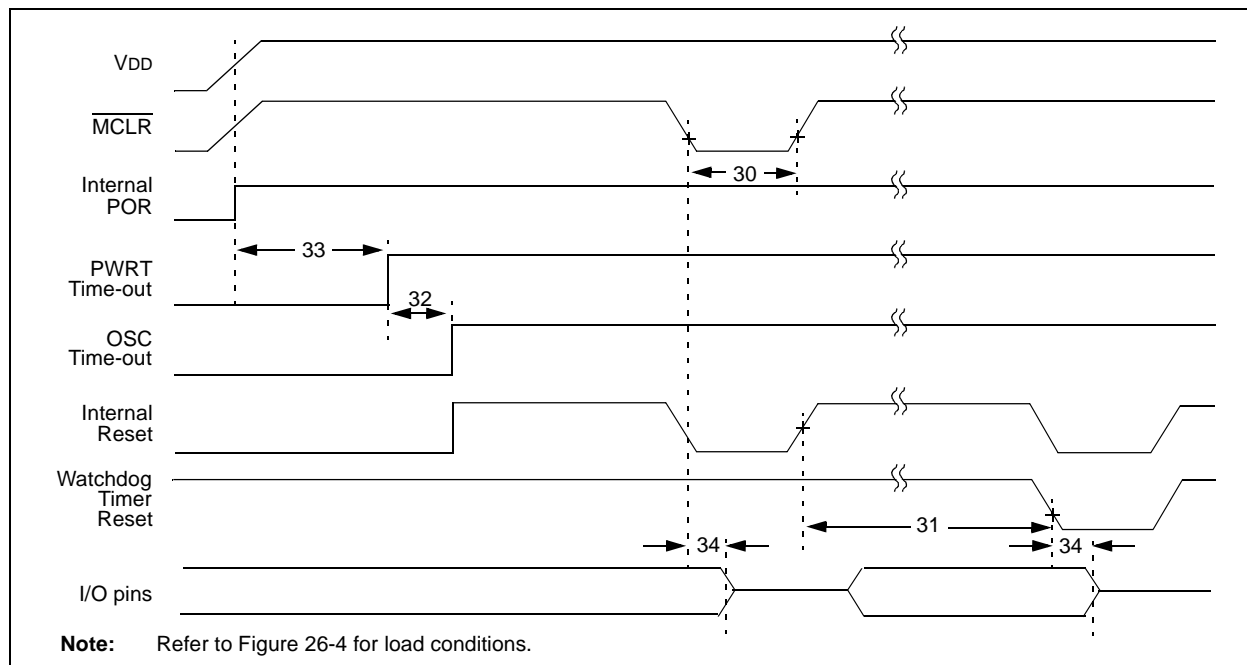 VDD
MCLR
30
Internal
POR
33
PWRT
Time-out
32
OSC
Time-out
Internal
Reset
Watchdog
Timer
Reset
31
34
34
I/O pins
Note: Refer to Figure 26-4 for load conditions.